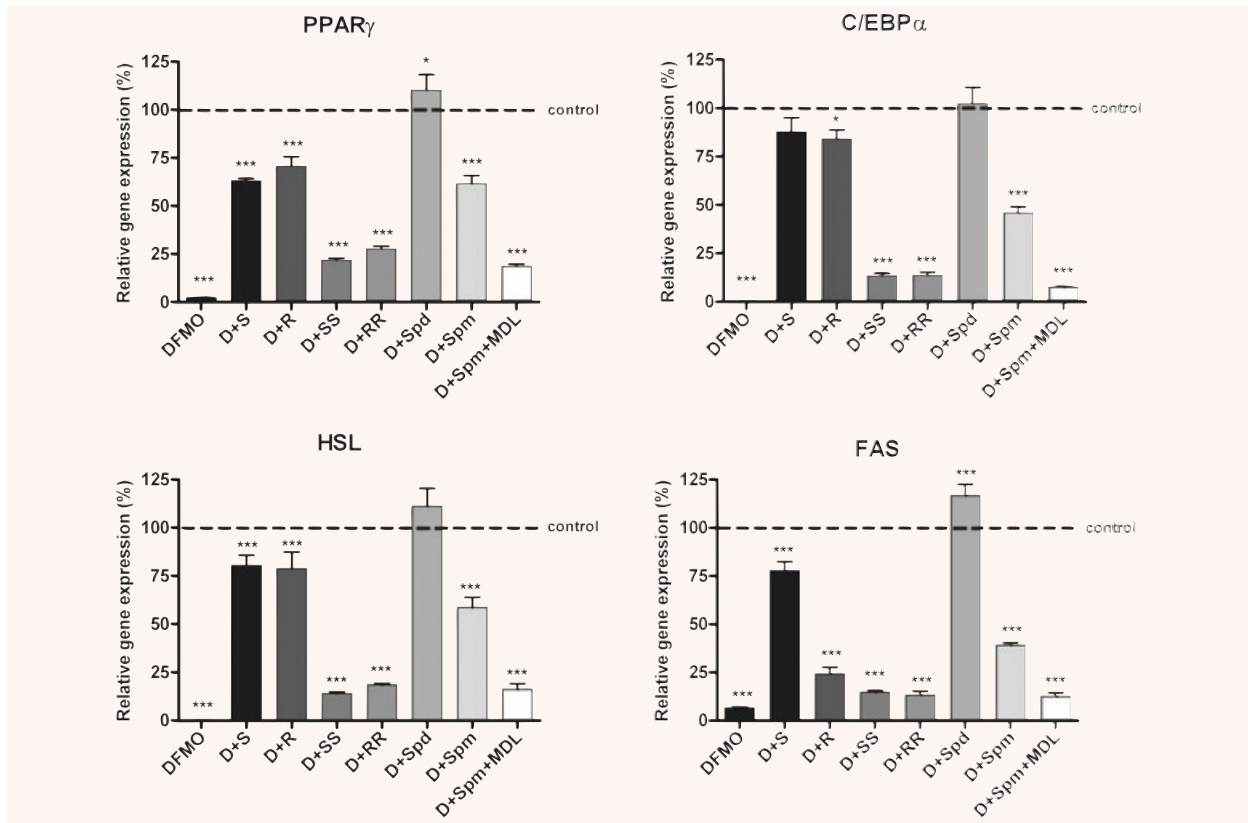 PPARγ
Relative gene expression (%)
125
100
75
50
25
0
control
*
***
***
***
***
***
***
***
DFMO
D+S
D+R
D+SS
D+RR
D+Spd
D+Spm
D+Spm+MDL
C/EBPα
Relative gene expression (%)
125
100
75
50
25
0
control
*
***
***
***
***
***
DFMO
D+S
D+R
D+SS
D+RR
D+Spd
D+Spm
D+Spm+MDL
HSL
Relative gene expression (%)
125
100
75
50
25
0
control
***
***
***
***
***
***
***
DFMO
D+S
D+R
D+SS
D+RR
D+Spd
D+Spm
D+Spm+MDL
FAS
Relative gene expression (%)
125
100
75
50
25
0
control
***
***
***
***
***
***
***
***
DFMO
D+S
D+R
D+SS
D+RR
D+Spd
D+Spm
D+Spm+MDL